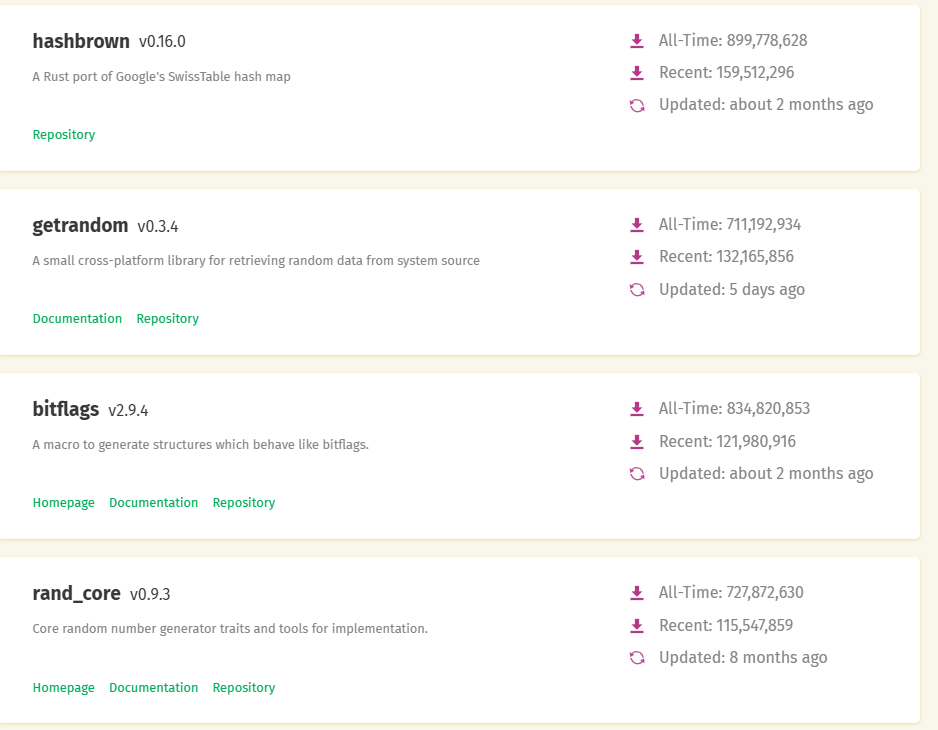 hashbrown v0.16.0
A Rust port of Google's SwissTable hash map
Repository
All-Time: 899,778,628
Recent: 159,512,296
Updated: about 2 months ago
getrandom v0.3.4
A small cross-platform library for retrieving random data from system source
Documentation Repository
All-Time: 711,192,934
Recent: 132,165,856
Updated: 5 days ago
bitflags v2.9.4
A macro to generate structures which behave like bitflags.
Homepage Documentation Repository
All-Time: 834,820,853
Recent: 121,980,916
Updated: about 2 months ago
rand_core v0.9.3
Core random number generator traits and tools for implementation.
Homepage Documentation Repository
All-Time: 727,872,630
Recent: 115,547,859
Updated: 8 months ago